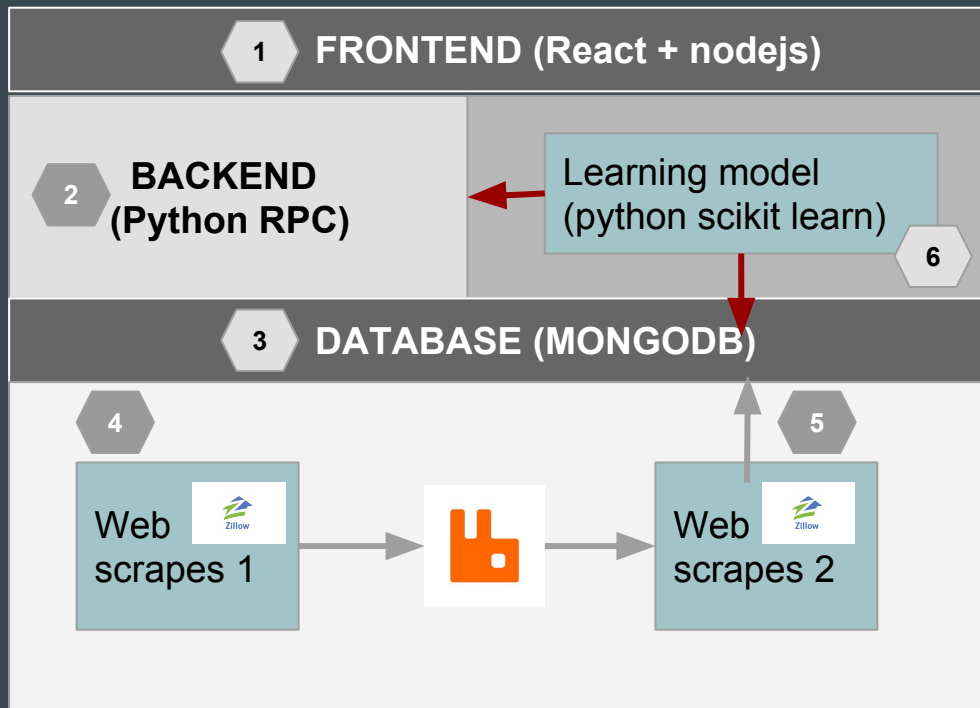 1
FRONTEND (React + nodejs)
2
BACKEND
(Python RPC)
Learning model
(python scikit learn)
6
3
DATABASE (MONGODB)
4
5
Web
scrapes 1
Zillow
Web
scrapes 2
Zillow